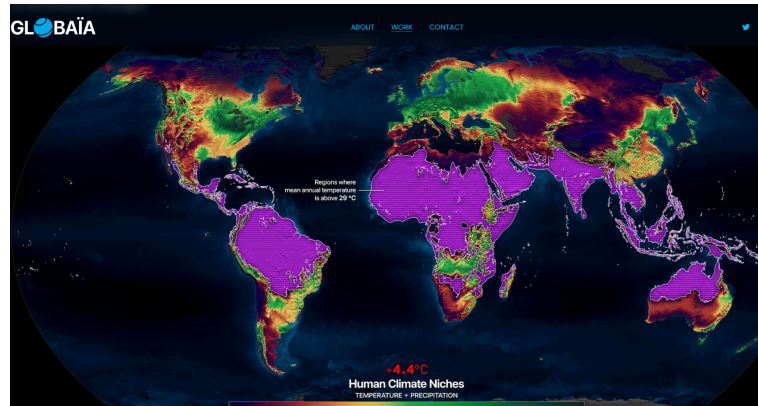 GLOBAÏA
ABOUT WORK CONTACT
Regions where
mean annual temperature
is above 29 °C
+4.4°C
Human Climate Niches
TEMPERATURE + PRECIPITATION